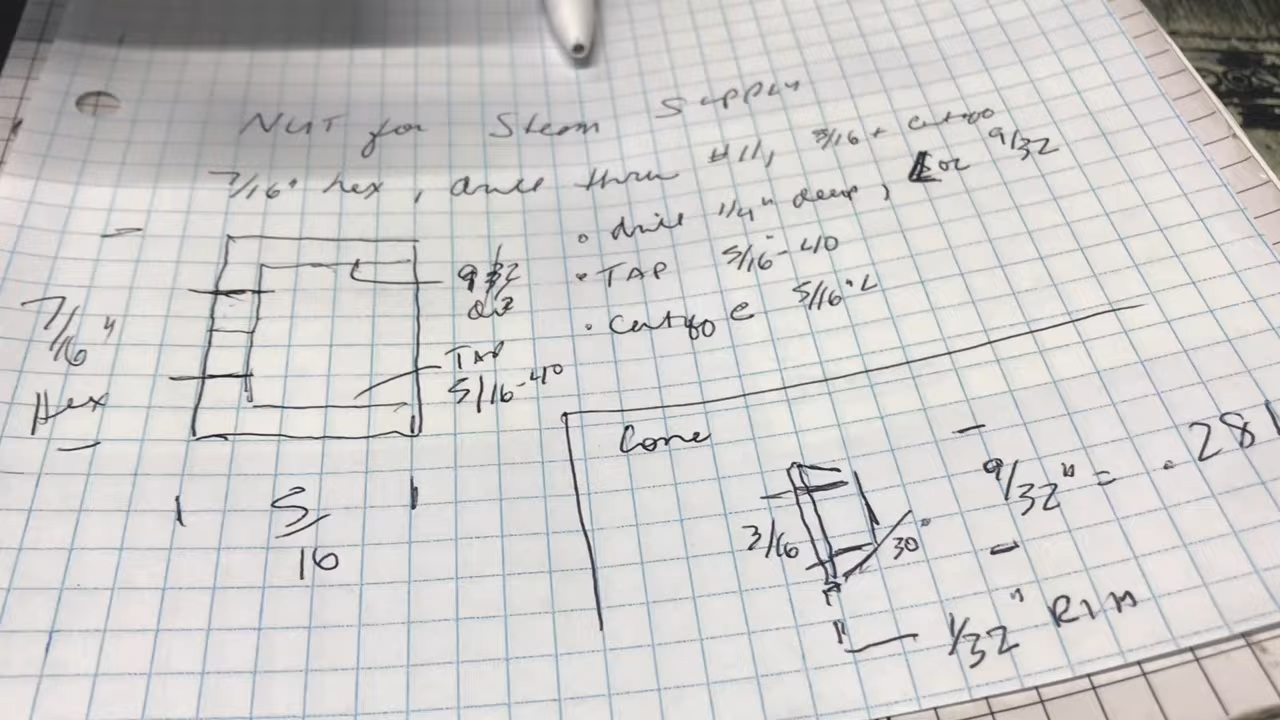 NUT for Steam Supply
7/16" hex, drill thru #11, 3/16 + cut off
• drill 1/4" deep, L or 9/32
• TAP 5/16"-40
• cut off @ 5/16" L
7/16"
Hex
9/32
TAP
5/16-40
5/16
Cone
3/16
30°
9/32" = .281
1/32" RIM